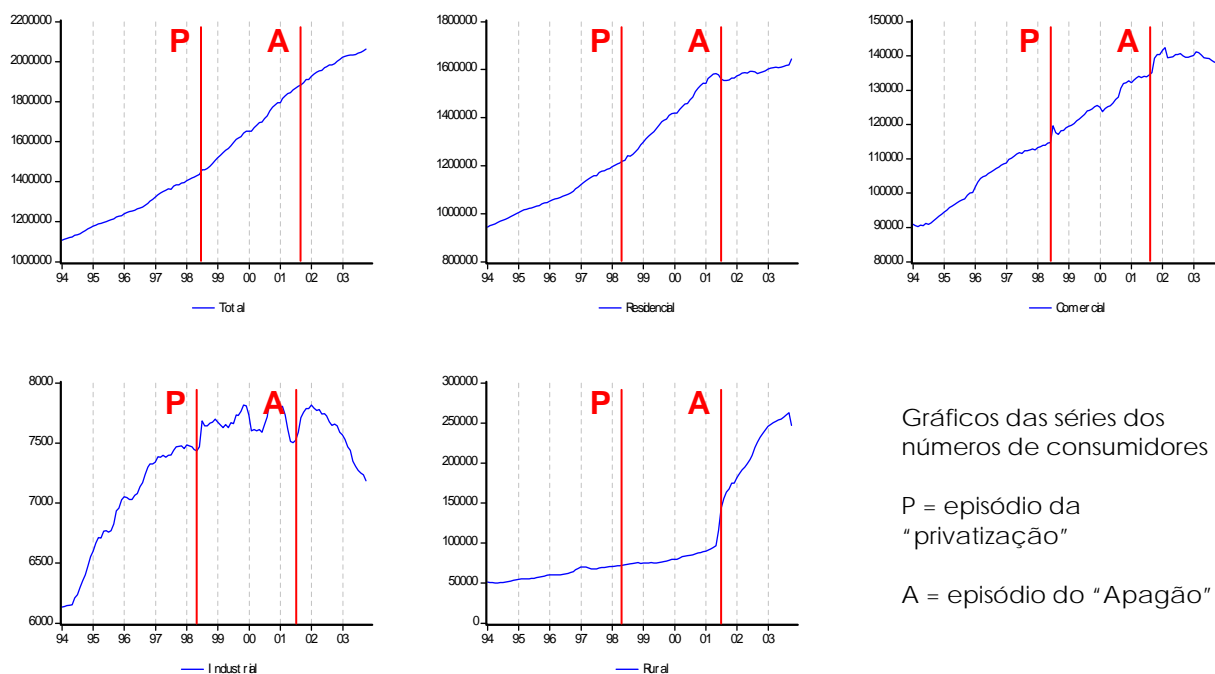 2200000
2000000
1800000
1600000
1400000
1200000
1000000
P
A
94 95 96 97 98 99 00 01 02 03
Total
1800000
1600000
1400000
1200000
1000000
800000
P
A
94 95 96 97 98 99 00 01 02 03
Residencial
150000
140000
130000
120000
110000
100000
90000
80000
P
A
94 95 96 97 98 99 00 01 02 03
Comercial
8000
7500
7000
6500
6000
P
A
94 95 96 97 98 99 00 01 02 03
Industrial
300000
250000
200000
150000
100000
50000
0
P
A
94 95 96 97 98 99 00 01 02 03
Rural
Gráficos das séries dos
números de consumidores
P = episódio da
“privatização”
A = episódio do “Apagão”